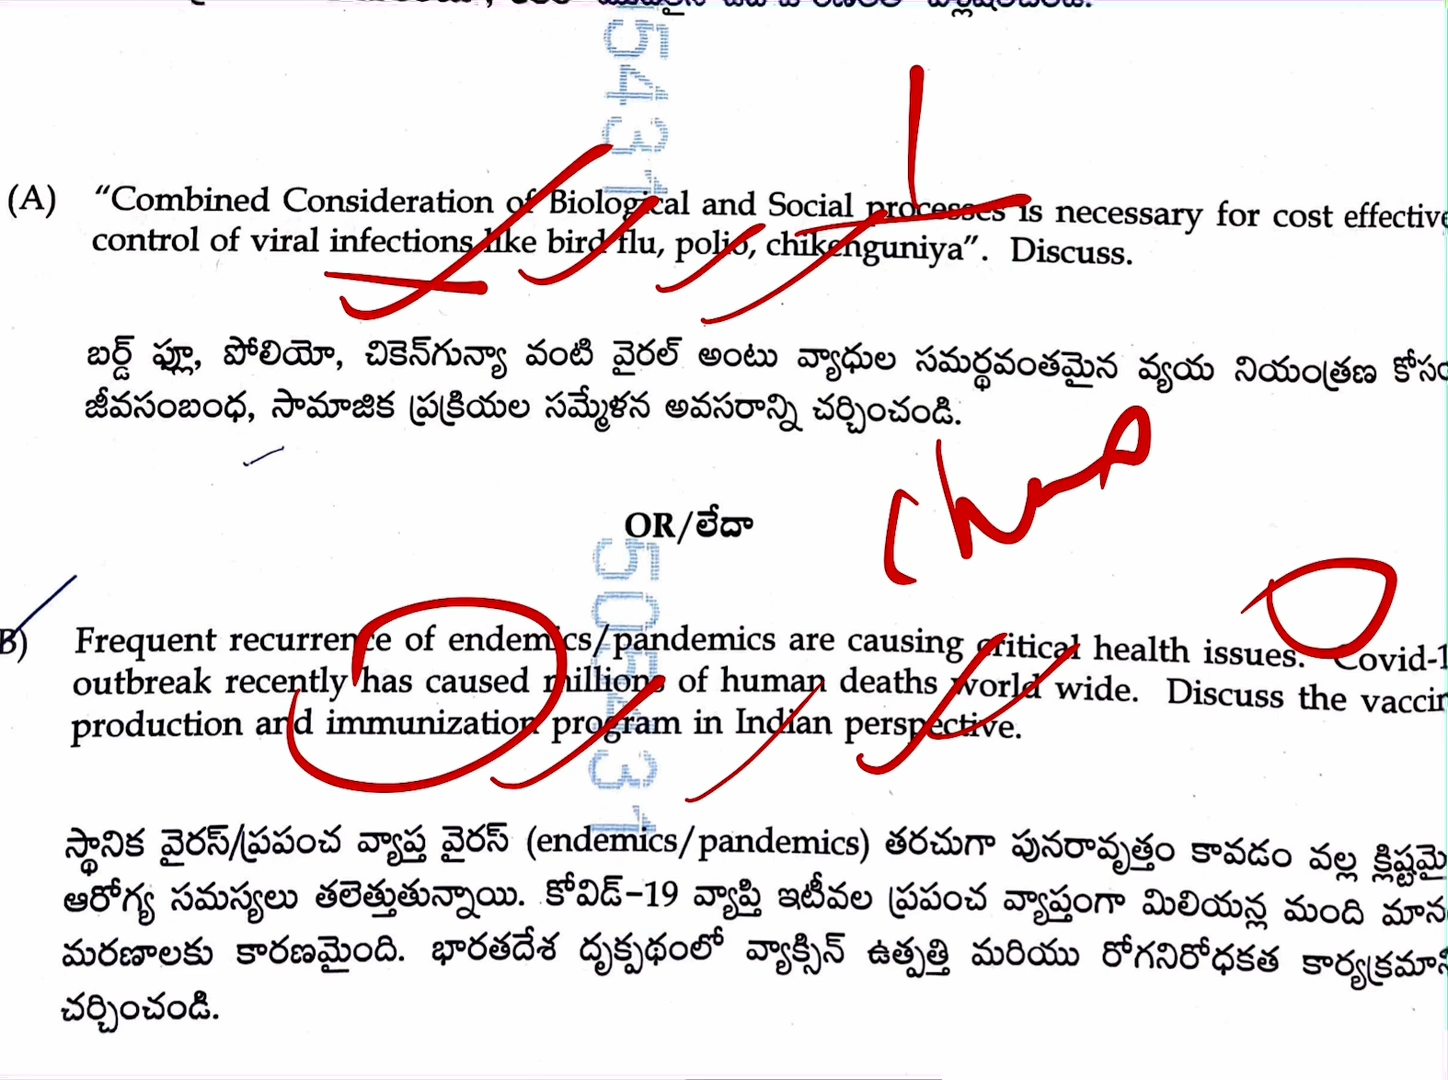 (A) "Combined Consideration of Biological and Social processes is necessary for cost effective
control of viral infections like bird flu, polio, chikenguniya". Discuss.
బర్డ్ ఫ్లూ, పోలియో, చికెన్‌గున్యా వంటి వైరల్ అంటు వ్యాధుల సమర్థవంతమైన వ్యయ నియంత్రణ కోసం
జీవసంబంధ, సామాజిక ప్రక్రియల సమ్మేళన అవసరాన్ని చర్చించండి.
OR/లేదా
B) Frequent recurrence of endemics/pandemics are causing critical health issues. Covid-1
outbreak recently has caused millions of human deaths world wide. Discuss the vaccin
production and immunization program in Indian perspective.
స్థానిక వైరస్/ప్రపంచ వ్యాప్త వైరస్ (endemics/pandemics) తరచుగా పునరావృత్తం కావడం వల్ల క్లిష్టమై
ఆరోగ్య సమస్యలు తలెత్తుతున్నాయి. కోవిడ్-19 వ్యాప్తి ఇటీవల ప్రపంచ వ్యాప్తంగా మిలియన్ల మంది మాన
మరణాలకు కారణమైంది. భారతదేశ దృక్పథంలో వ్యాక్సిన్ ఉత్పత్తి మరియు రోగనిరోధకత కార్యక్రమాన
చర్చించండి.